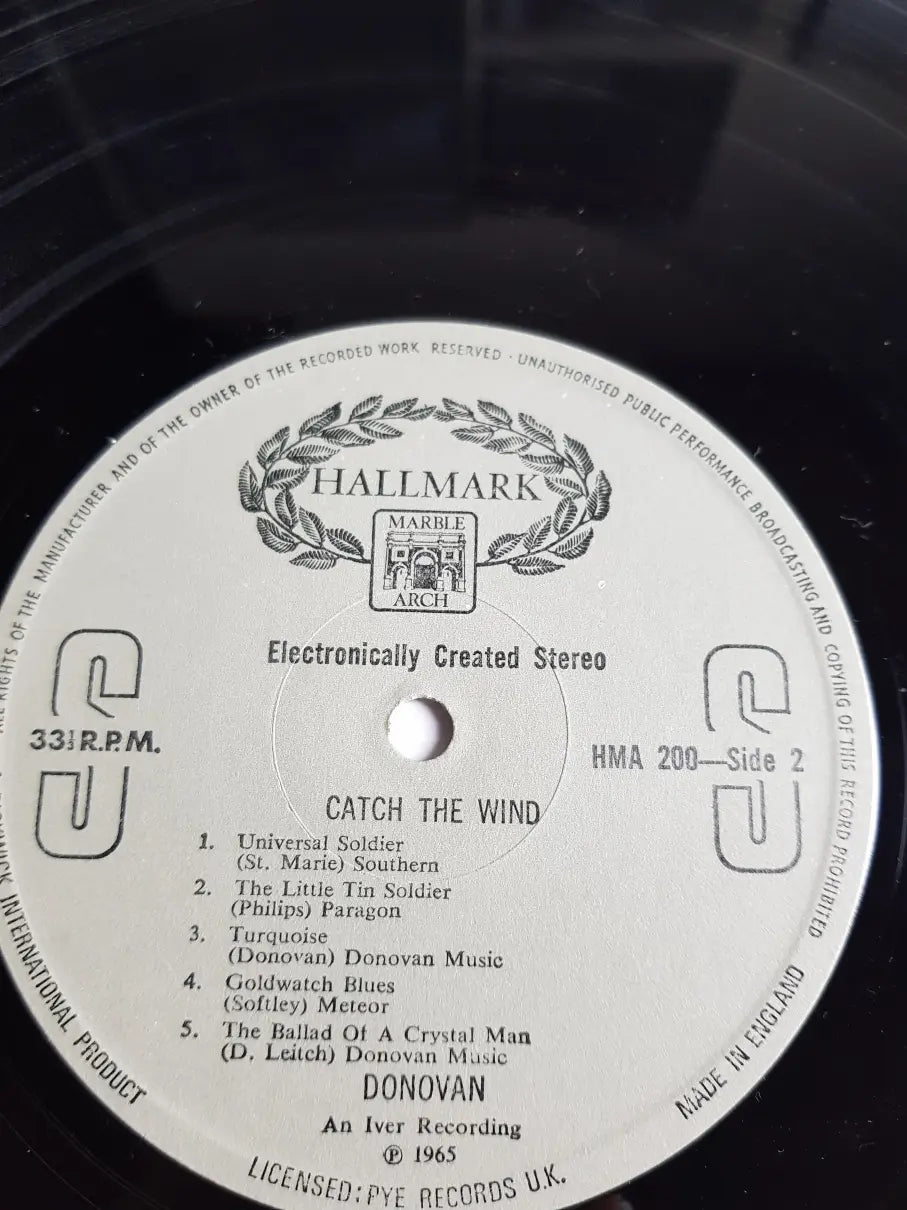 ALL RIGHTS OF THE MANUFACTURER AND OF THE OWNER OF THE RECORDED WORK RESERVED · UNAUTHORISED PUBLIC PERFORMANCE BROADCASTING AND COPYING OF THIS RECORD PROHIBITED
HALLMARK
MARBLE
ARCH
Electronically Created Stereo
33⅓ R.P.M.
HMA 200—Side 2
CATCH THE WIND
1. Universal Soldier
(St. Marie) Southern
2. The Little Tin Soldier
(Philips) Paragon
3. Turquoise
(Donovan) Donovan Music
4. Goldwatch Blues
(Softley) Meteor
5. The Ballad Of A Crystal Man
(D. Leitch) Donovan Music
DONOVAN
An Iver Recording
℗ 1965
INTERNATIONAL PRODUCT
LICENSED: PYE RECORDS U.K.
MADE IN ENGLAND